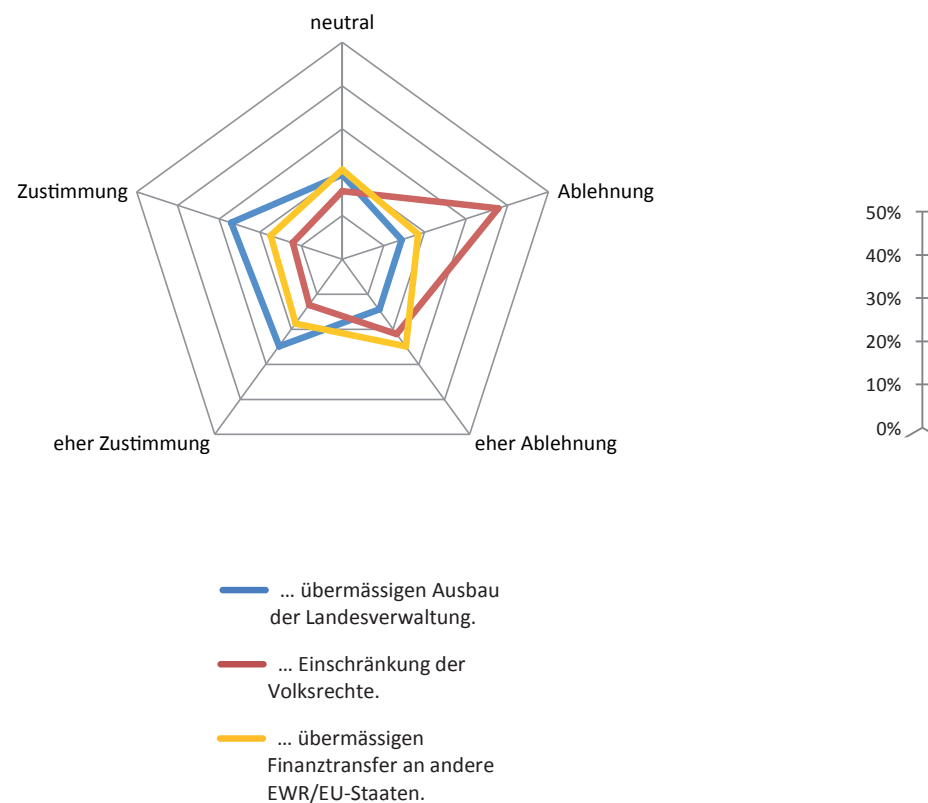 neutral
Zustimmung
Ablehnung
eher Zustimmung
eher Ablehnung
50%
40%
30%
20%
10%
0%
... übermässigen Ausbau
der Landesverwaltung.
... Einschränkung der
Volksrechte.
... übermässigen
Finanztransfer an andere
EWR/EU-Staaten.